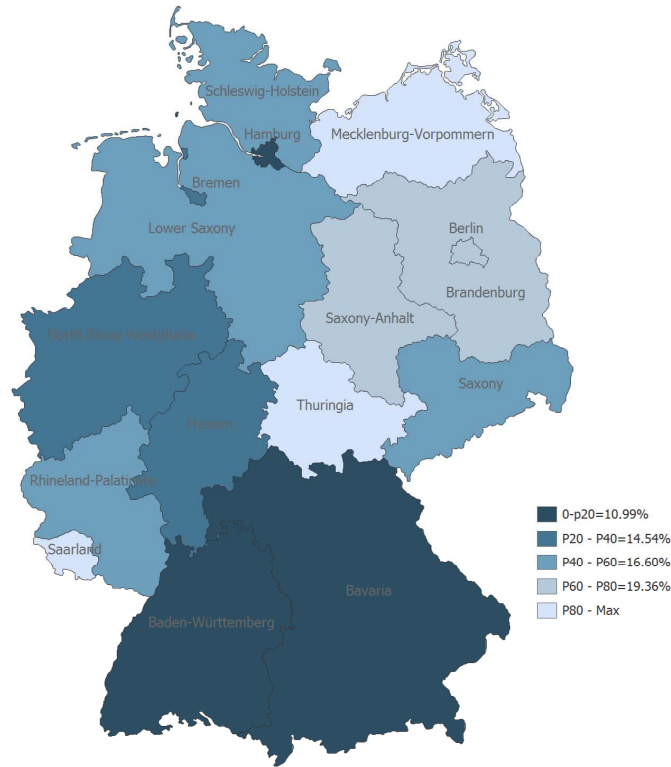 Schleswig-Holstein
Hamburg
Mecklenburg-Vorpommern
Bremen
Lower Saxony
Berlin
Brandenburg
Saxony-Anhalt
North Rhine-Westphalia
Saxony
Thuringia
Hessen
Rhineland-Palatinate
Saarland
Bavaria
Baden-Württemberg
0-p20=10.99%
P20 - P40=14.54%
P40 - P60=16.60%
P60 - P80=19.36%
P80 - Max